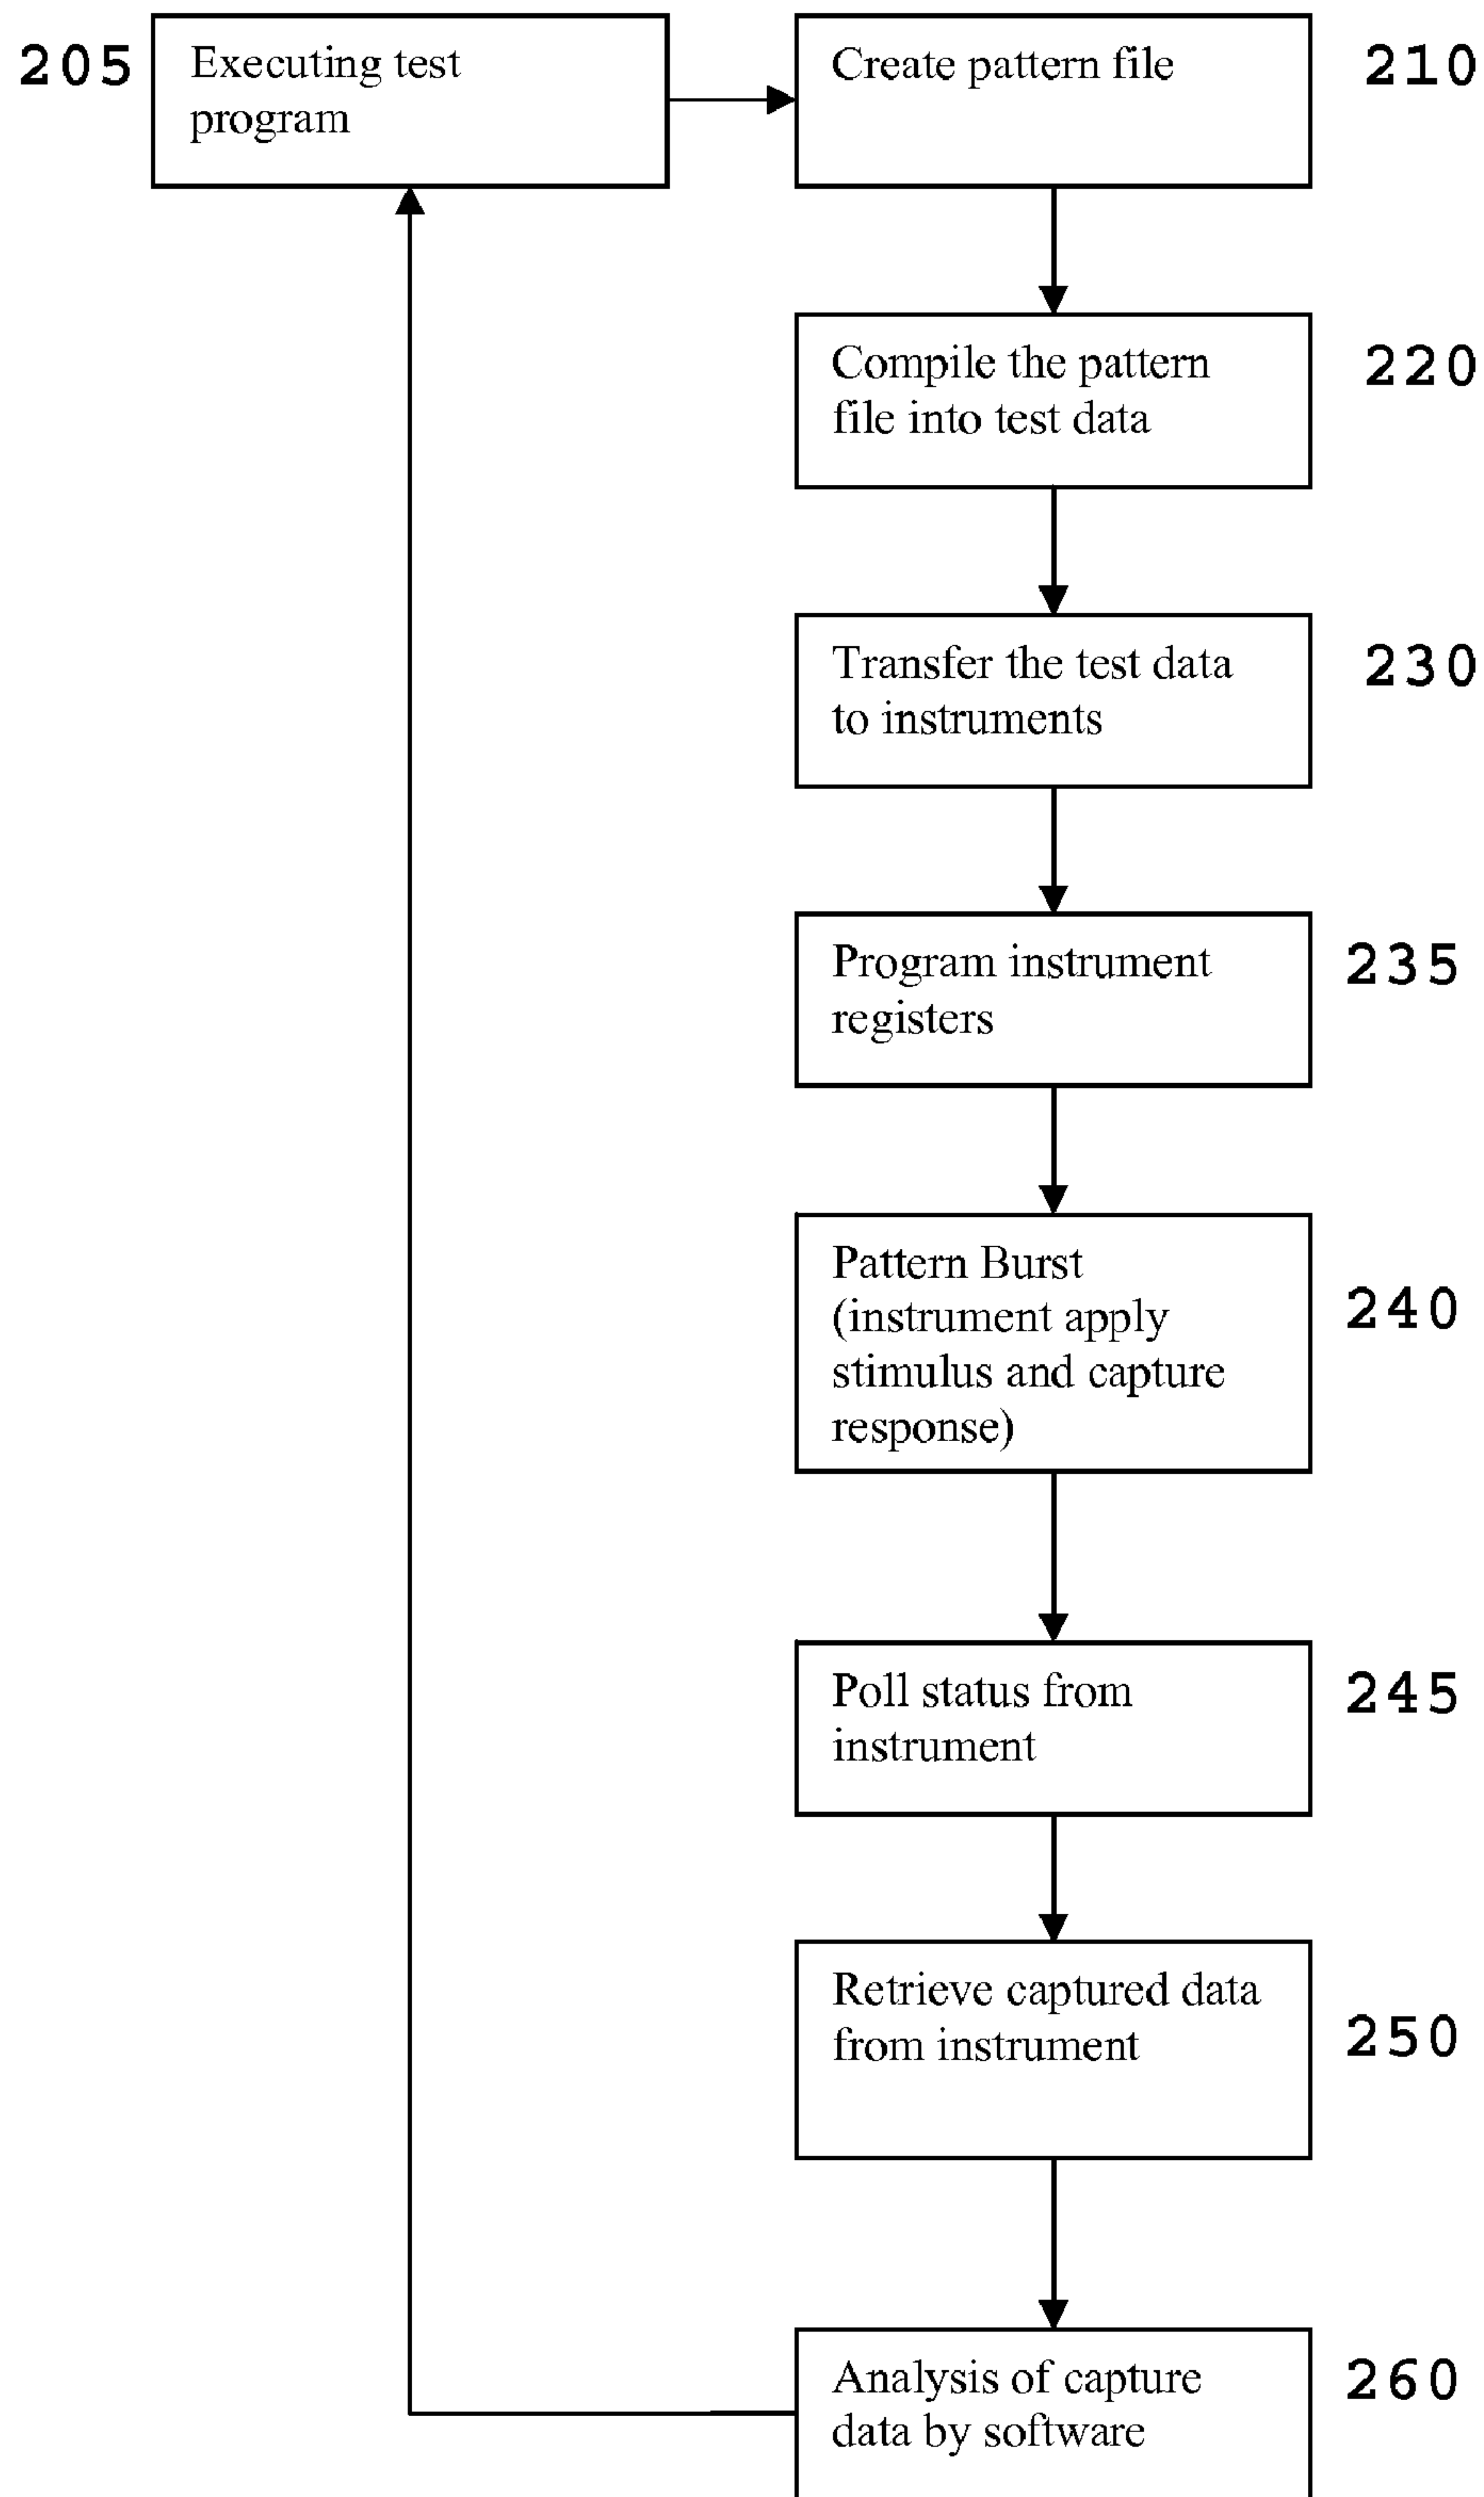 205
Executing test
program
Create pattern file
210
Compile the pattern
file into test data
220
Transfer the test data
to instruments
230
Program instrument
registers
235
Pattern Burst
(instrument apply
stimulus and capture
response)
240
Poll status from
instrument
245
Retrieve captured data
from instrument
250
Analysis of capture
data by software
260